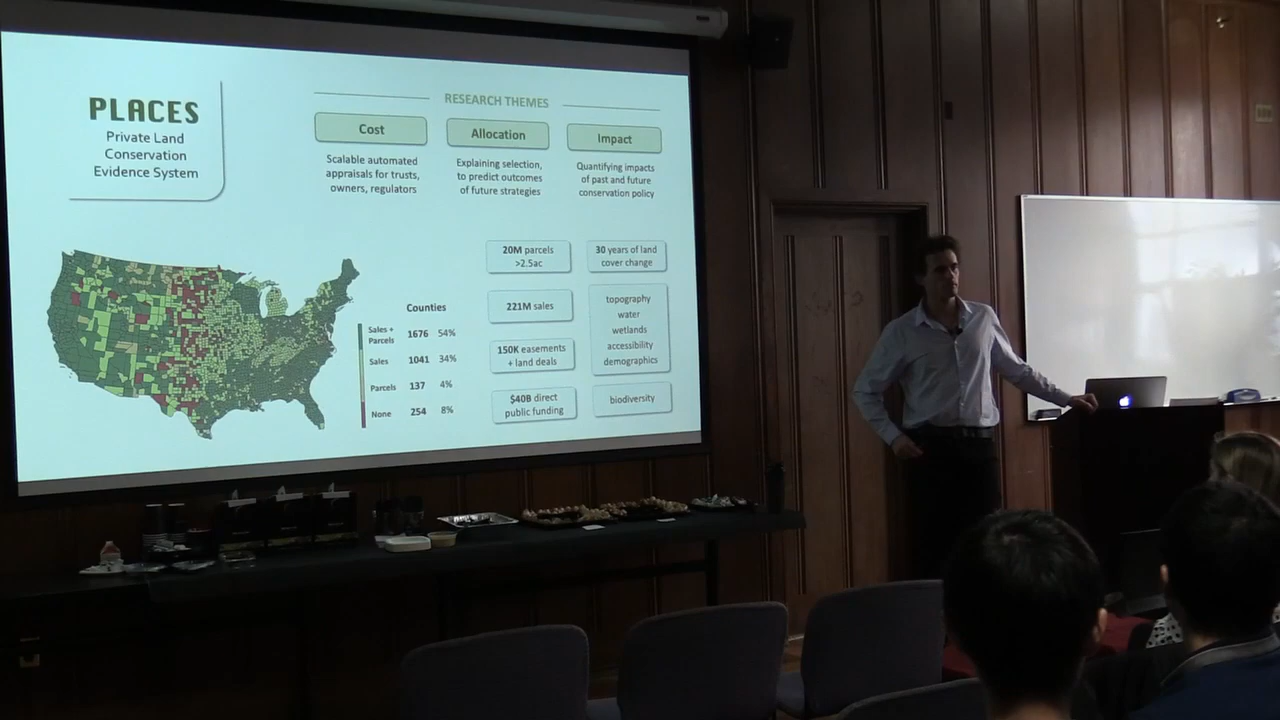 PLACES
Private Land
Conservation
Evidence System
RESEARCH THEMES
Cost
Scalable automated
appraisals for trusts,
owners, regulators
Allocation
Explaining selection,
to predict outcomes
of future strategies
Impact
Quantifying impacts
of past and future
conservation policy
Counties
Sales +
Parcels
1676 54%
Sales 1041 34%
Parcels 137 4%
None 254 8%
20M parcels
>2.5ac
221M sales
150K easements
+ land deals
$40B direct
public funding
30 years of land
cover change
topography
water
wetlands
accessibility
demographics
biodiversity